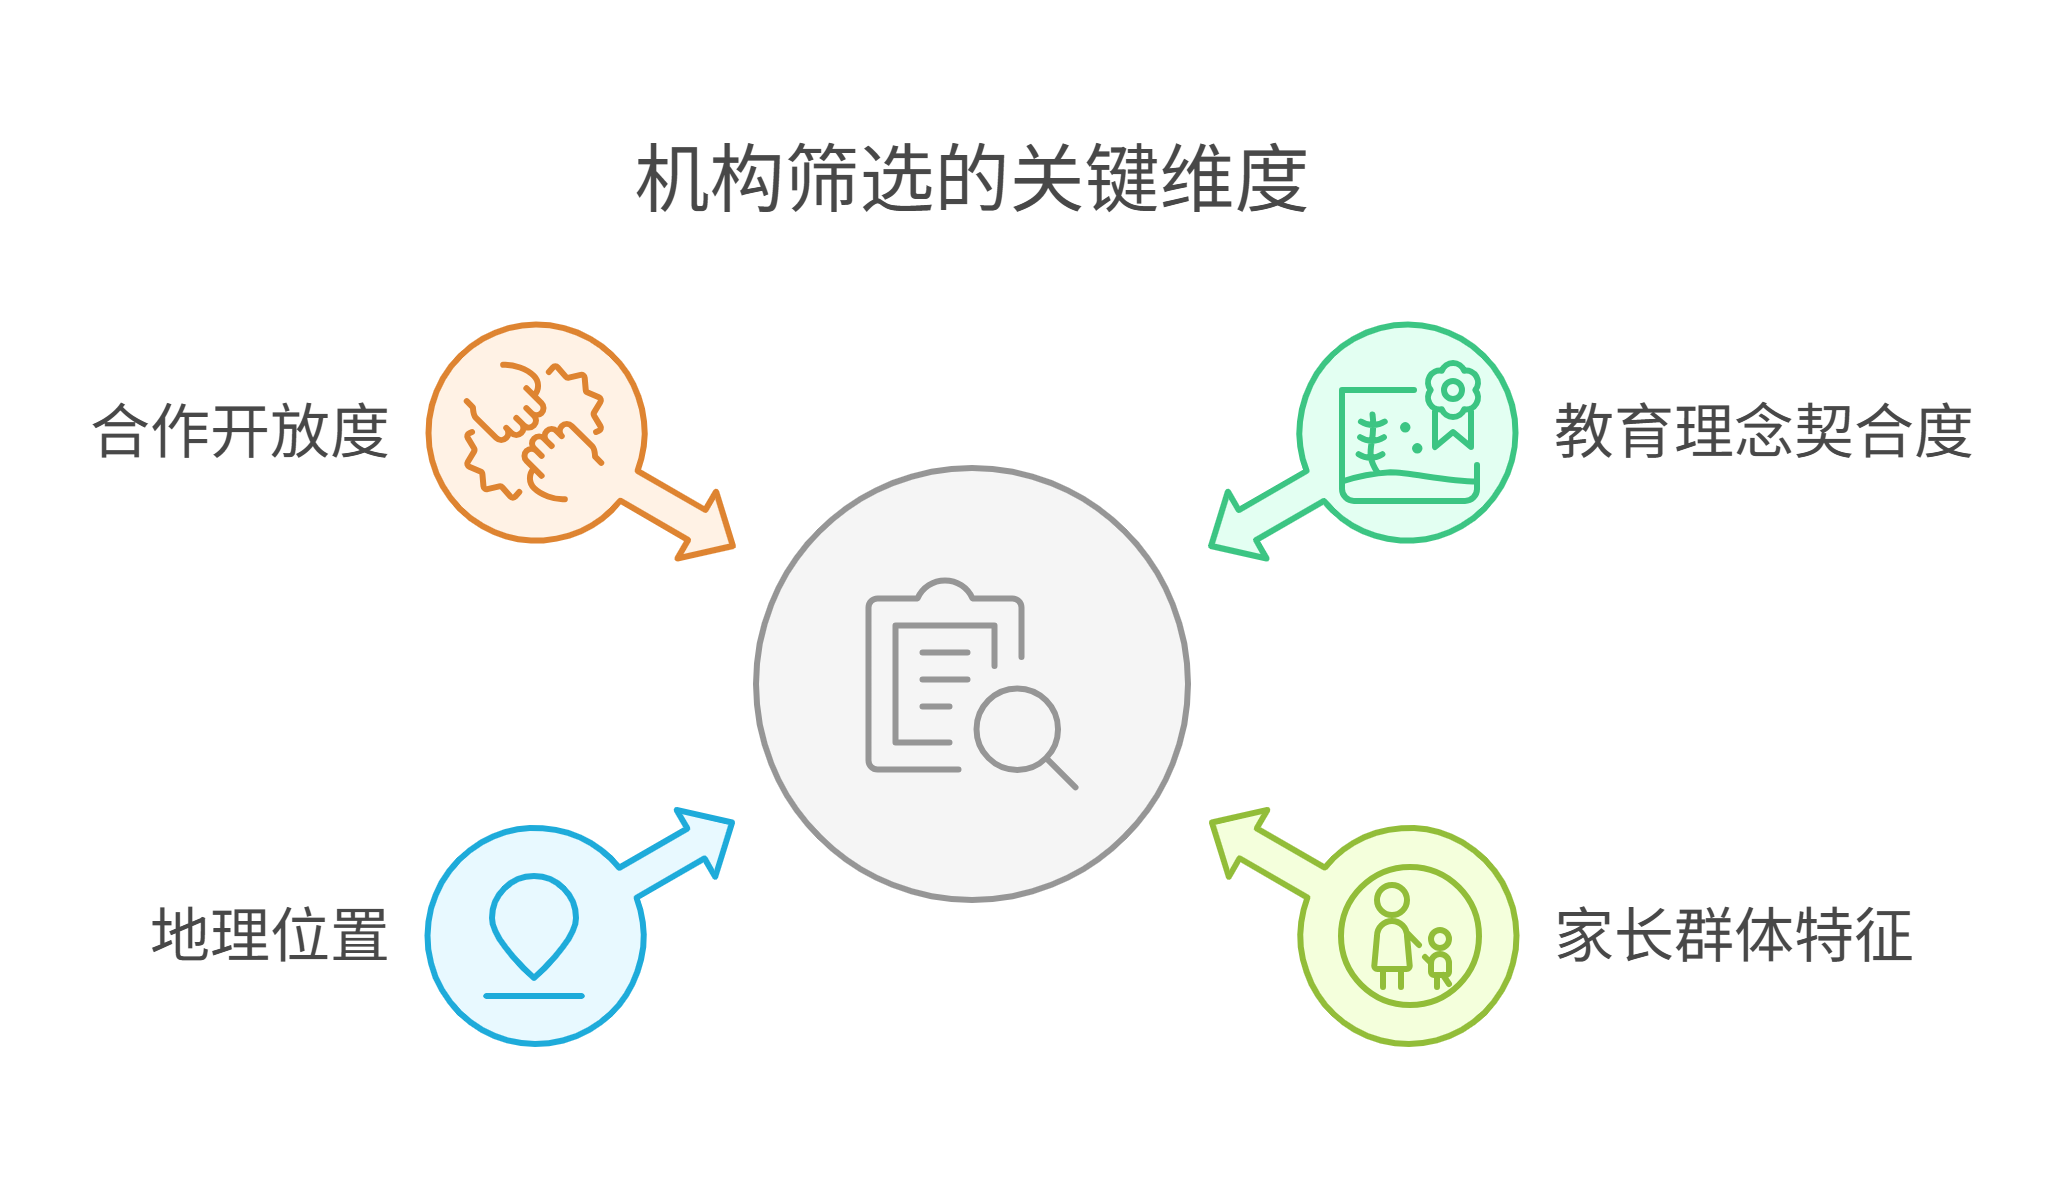 机构筛选的关键维度
合作开放度
教育理念契合度
地理位置
家长群体特征